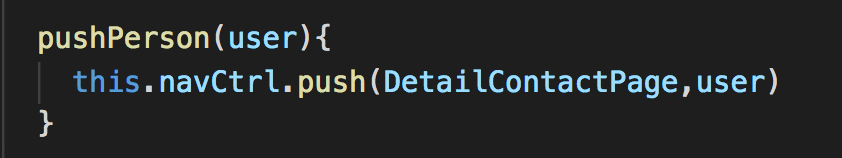 pushPerson(user){
this.navCtrl.push(DetailContactPage,user)
}